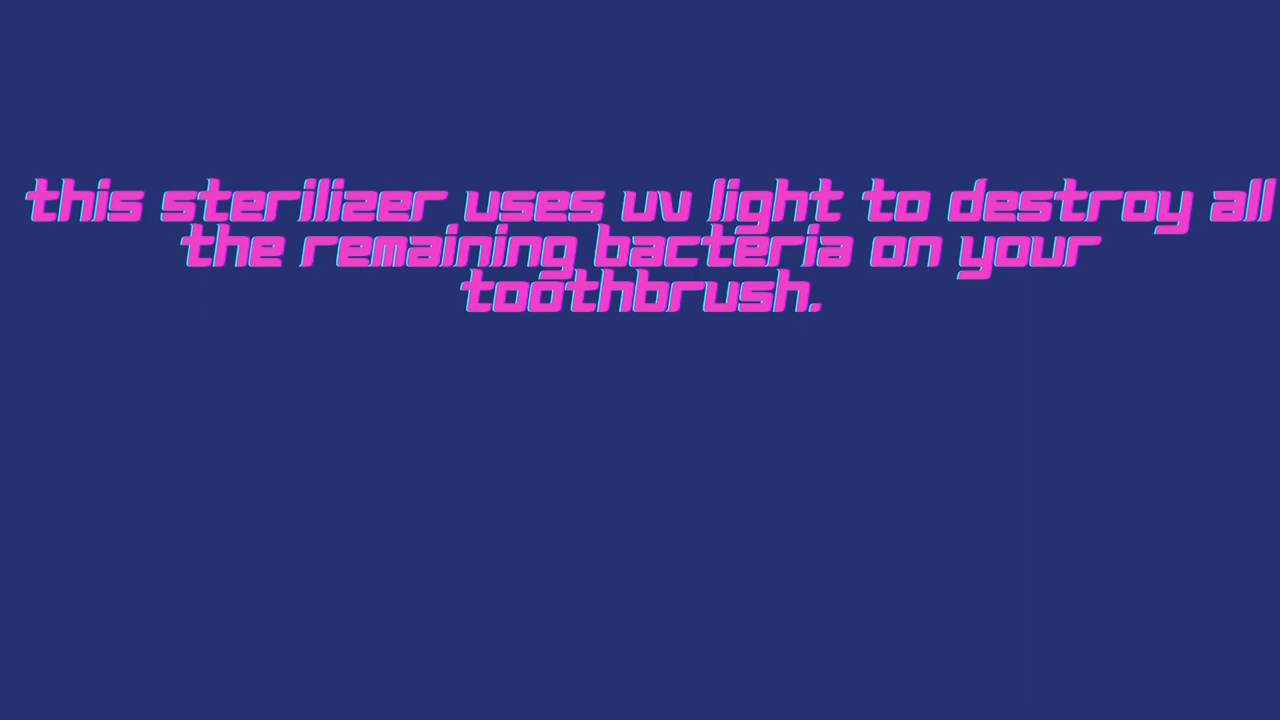 this sterilizer uses uv light to destroy all
the remaining bacteria on your
toothbrush.